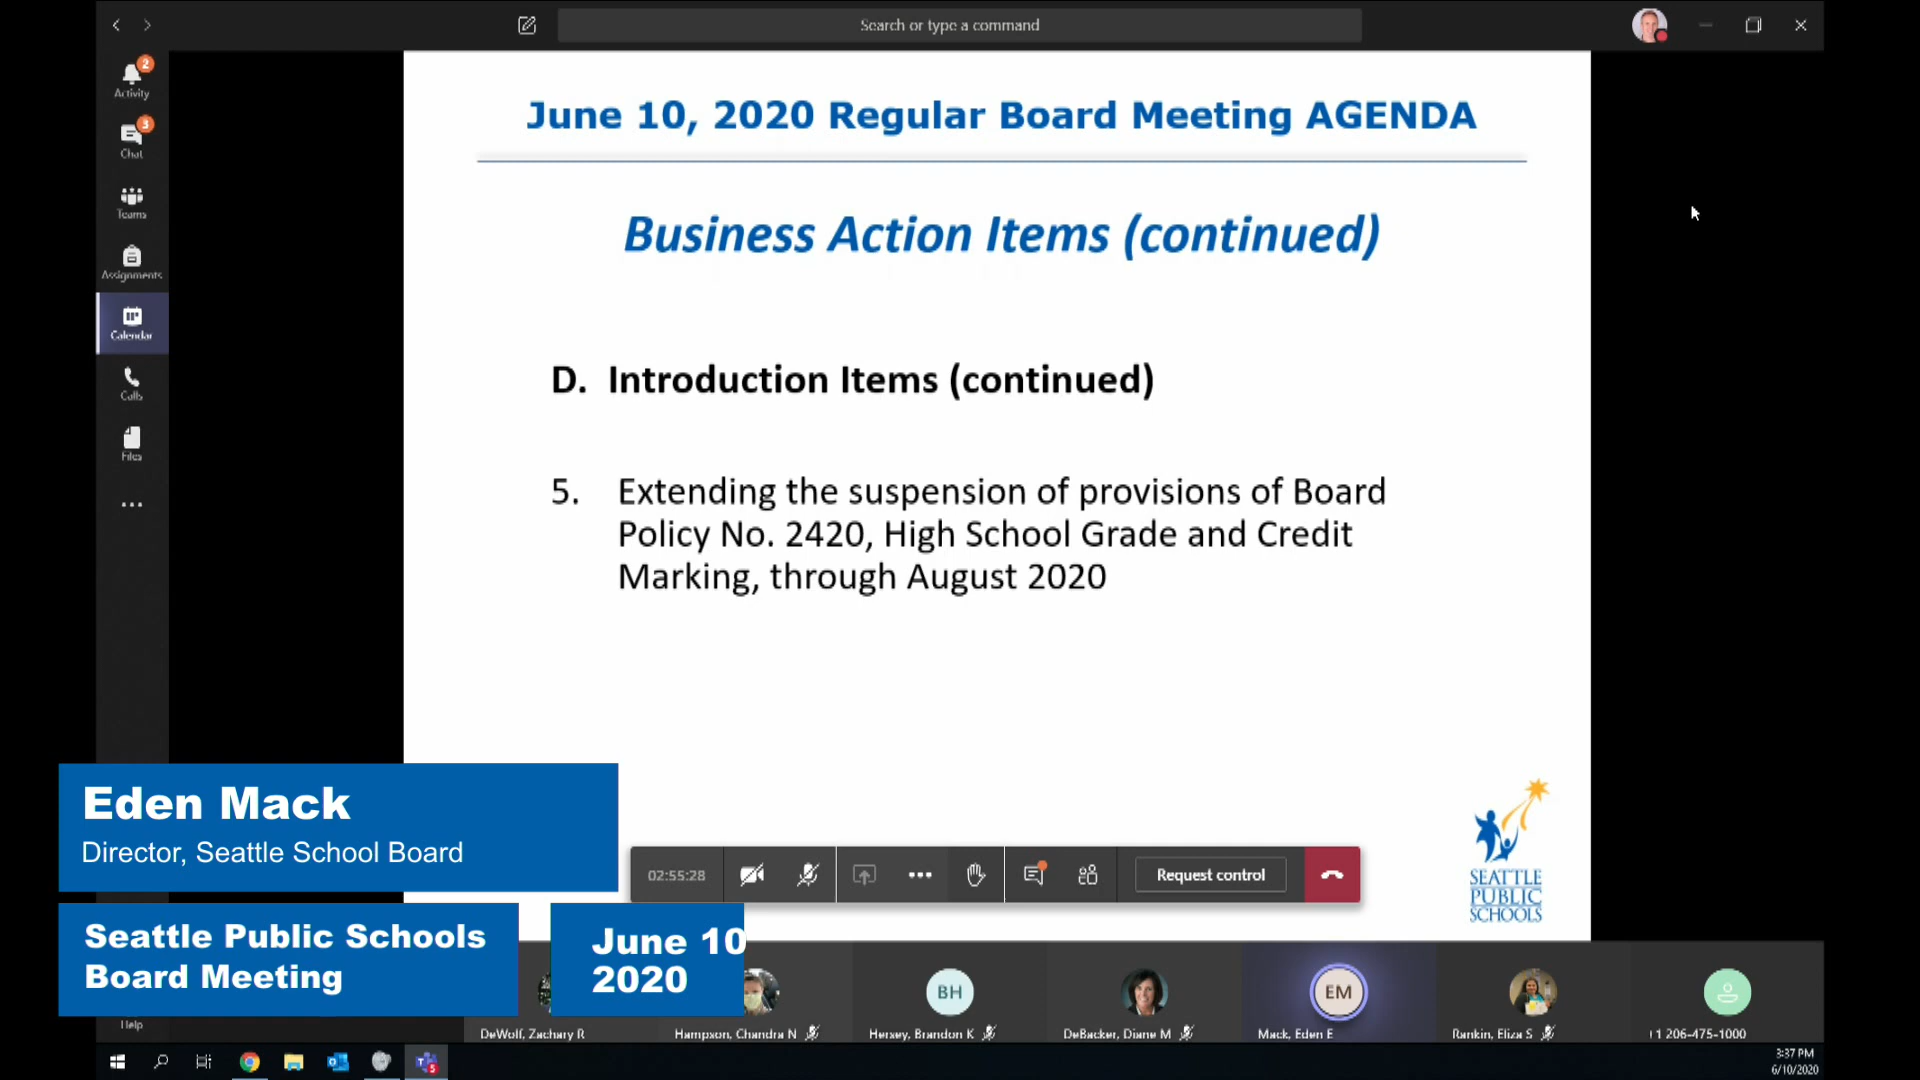 Search or type a command
2
Activity
3
Chat
Teams
Assignments
Calendar
Calls
Files
June 10, 2020 Regular Board Meeting AGENDA
Business Action Items (continued)
D. Introduction Items (continued)
5. Extending the suspension of provisions of Board
Policy No. 2420, High School Grade and Credit
Marking, through August 2020
SEATTLE
PUBLIC
SCHOOLS
Eden Mack
Director, Seattle School Board
02:55:28
Request control
Seattle Public Schools
Board Meeting
June 10
2020
Help
BH
EM
DeWolf, Zachary R
Hampson, Chandra N
Hersey, Brandon K
DeBacker, Diane M
Mack, Eden E
Rankin, Eliza S
+1 206-475-1000
5
3:37 PM
6/10/2020